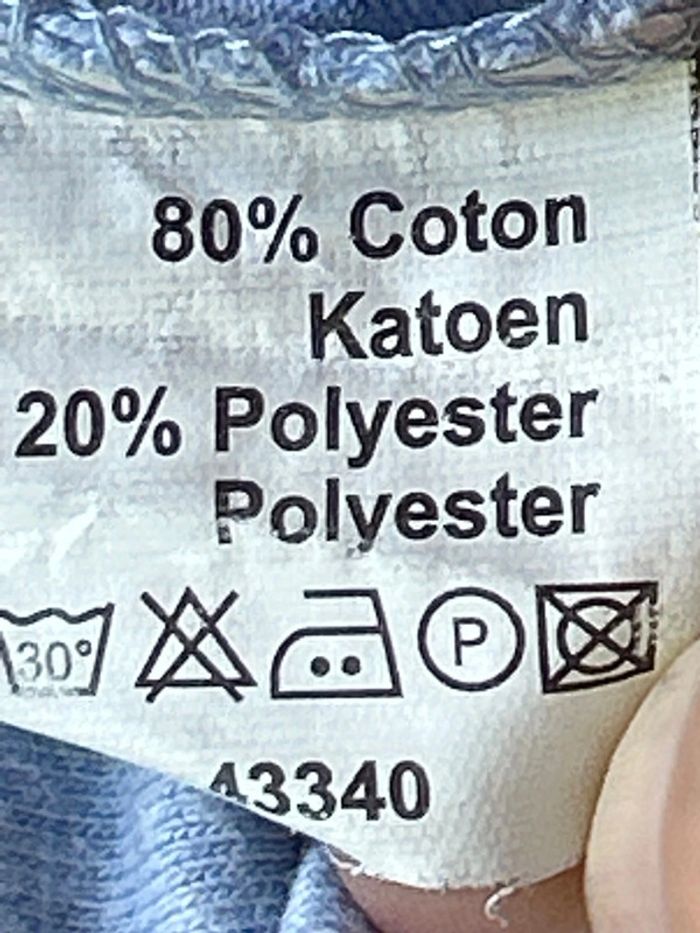 80% Coton
Katoen
20% Polyester
Polyester
30° P
43340